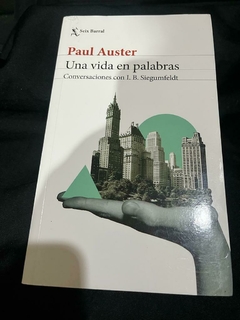 Seix Barral
Paul Auster
Una vida en palabras
Conversaciones con I. B. Siegumfeldt